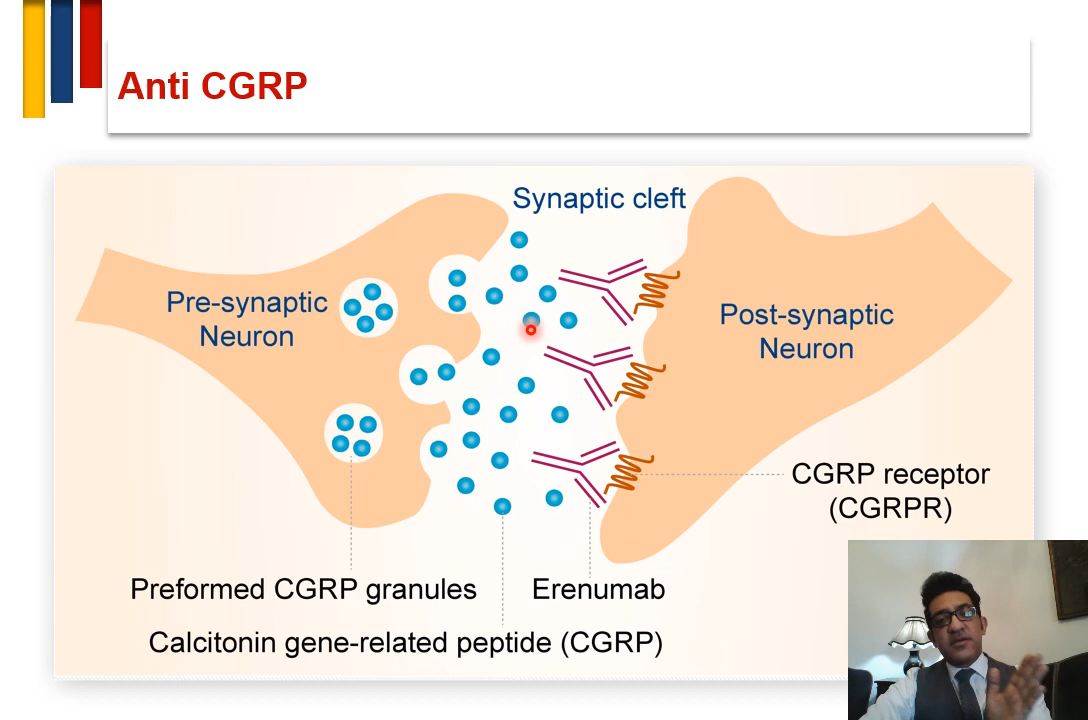 Anti CGRP
Synaptic cleft
Pre-synaptic
Neuron
Post-synaptic
Neuron
CGRP receptor
(CGRPR)
Preformed CGRP granules
Erenumab
Calcitonin gene-related peptide (CGRP)